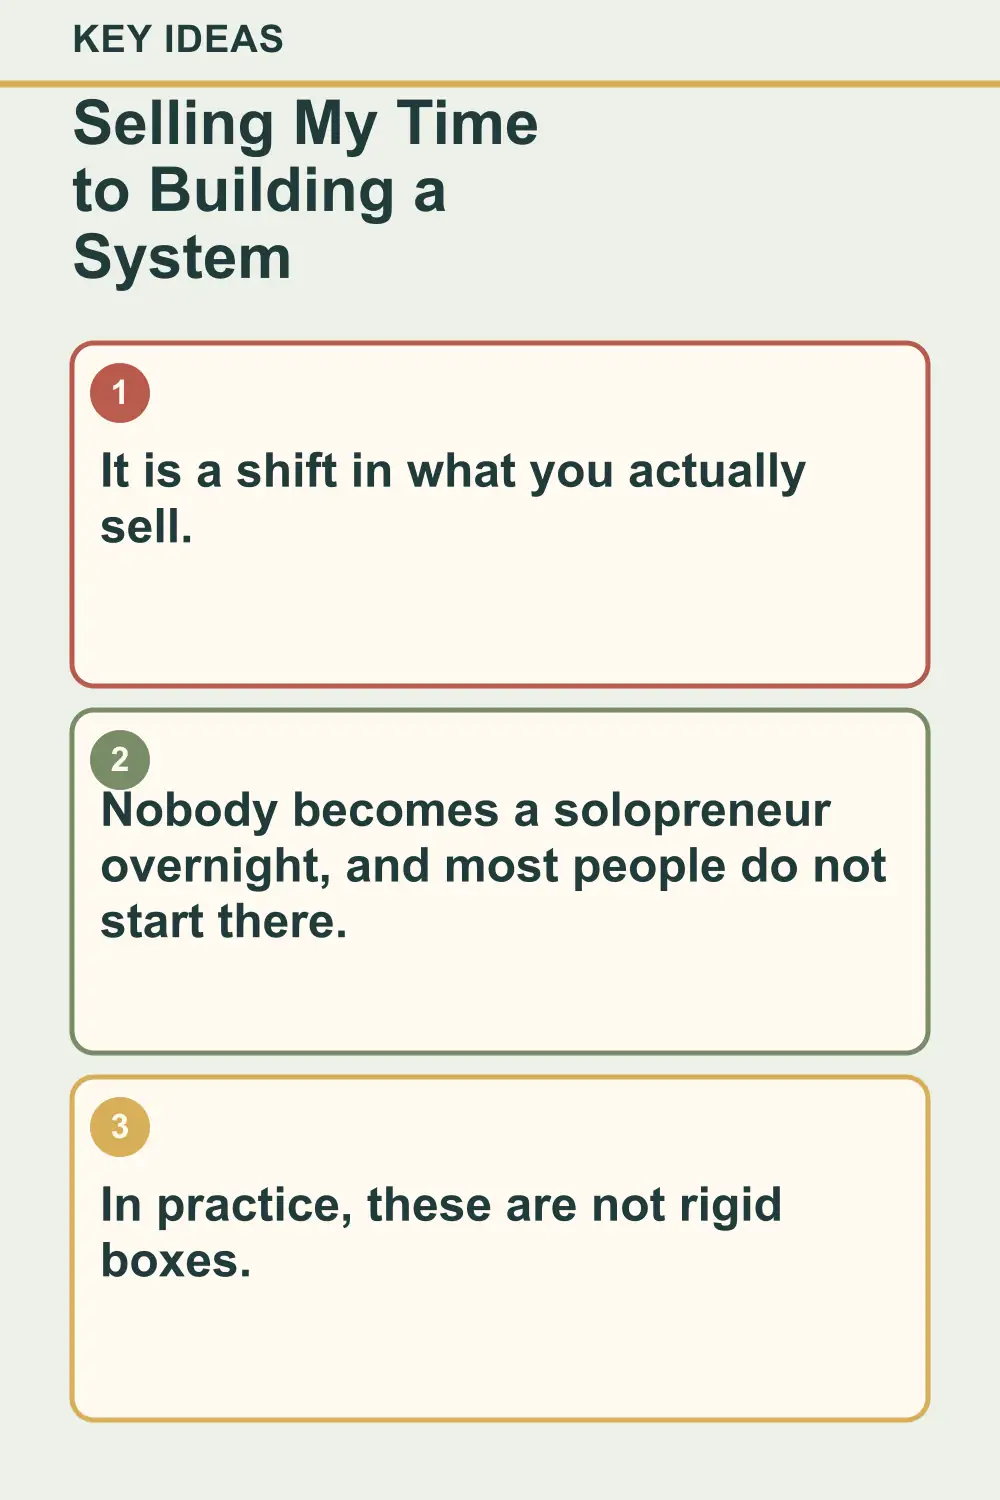 KEY IDEAS
Selling My Time
to Building a
System
1
It is a shift in what you actually
sell.
2
Nobody becomes a solopreneur
overnight, and most people do not
start there.
3
In practice, these are not rigid
boxes.